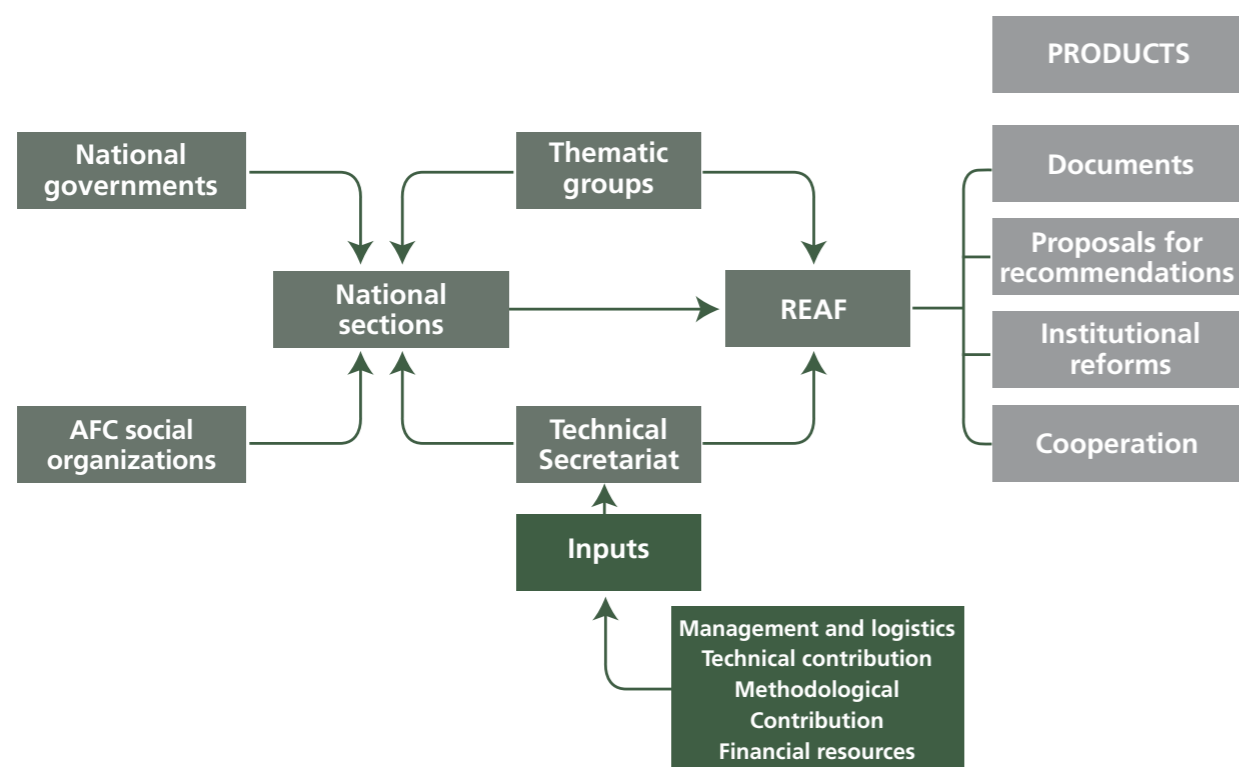 PRODUCTS
National
governments
Thematic
groups
Documents
Proposals for
recommendations
National
sections
REAF
Institutional
reforms
AFC social
organizations
Technical
Secretariat
Cooperation
Inputs
Management and logistics
Technical contribution
Methodological
Contribution
Financial resources